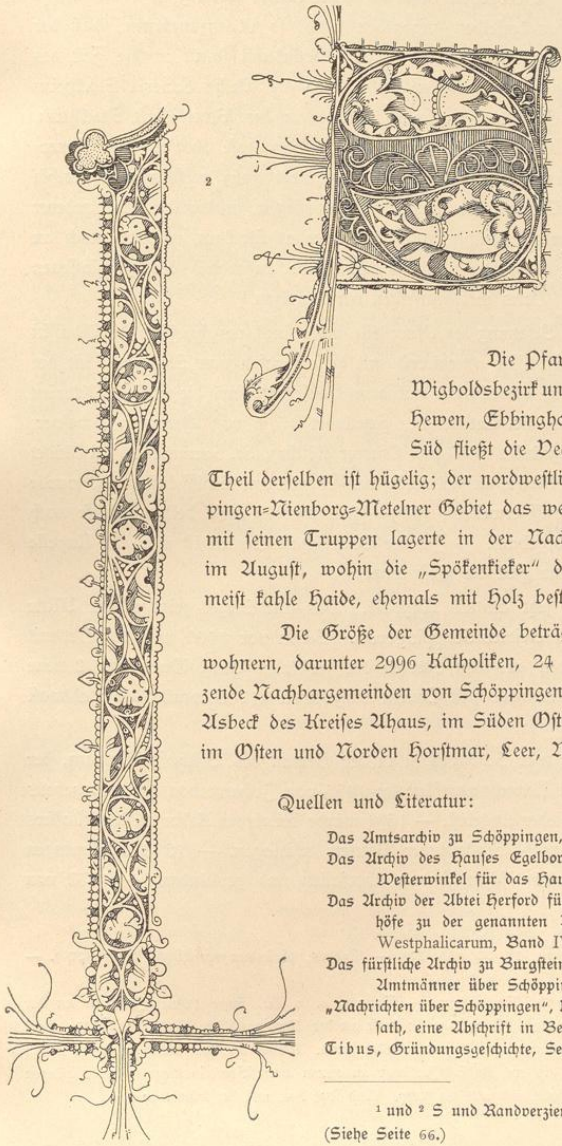 2
S
Die Pfar
Wigboldsbezirk un
Hewen, Ebbingho
Süd fließt die Ve
Theil derselben ist hügelig; der nordwestli
pingen-Nienborg-Metelner Gebiet das we
mit seinen Truppen lagerte in der Nac
im August, wohin die „Spökenkieker“ d
meist kahle Haide, ehemals mit Holz best
Die Größe der Gemeinde beträ
wohnern, darunter 2996 Katholiken, 24
zende Nachbargemeinden von Schöppingen
Asbeck des Kreises Ahaus, im Süden Ost
im Osten und Norden Horstmar, Leer, M
Quellen und Literatur:
Das Amtsarchiv zu Schöppingen,
Das Archiv des Hauses Egelbor
Westerwinkel für das Hau
Das Archiv der Abtei Herford fü
höfe zu der genannten
Westphalicarum, Band IV
Das fürstliche Archiv zu Burgstein
Amtmänner über Schöppin
„Nachrichten über Schöppingen“,
sath, eine Abschrift in Be
Tibus, Gründungsgeschichte, Se
1 und 2 S und Randverzier
(Siehe Seite 66.)